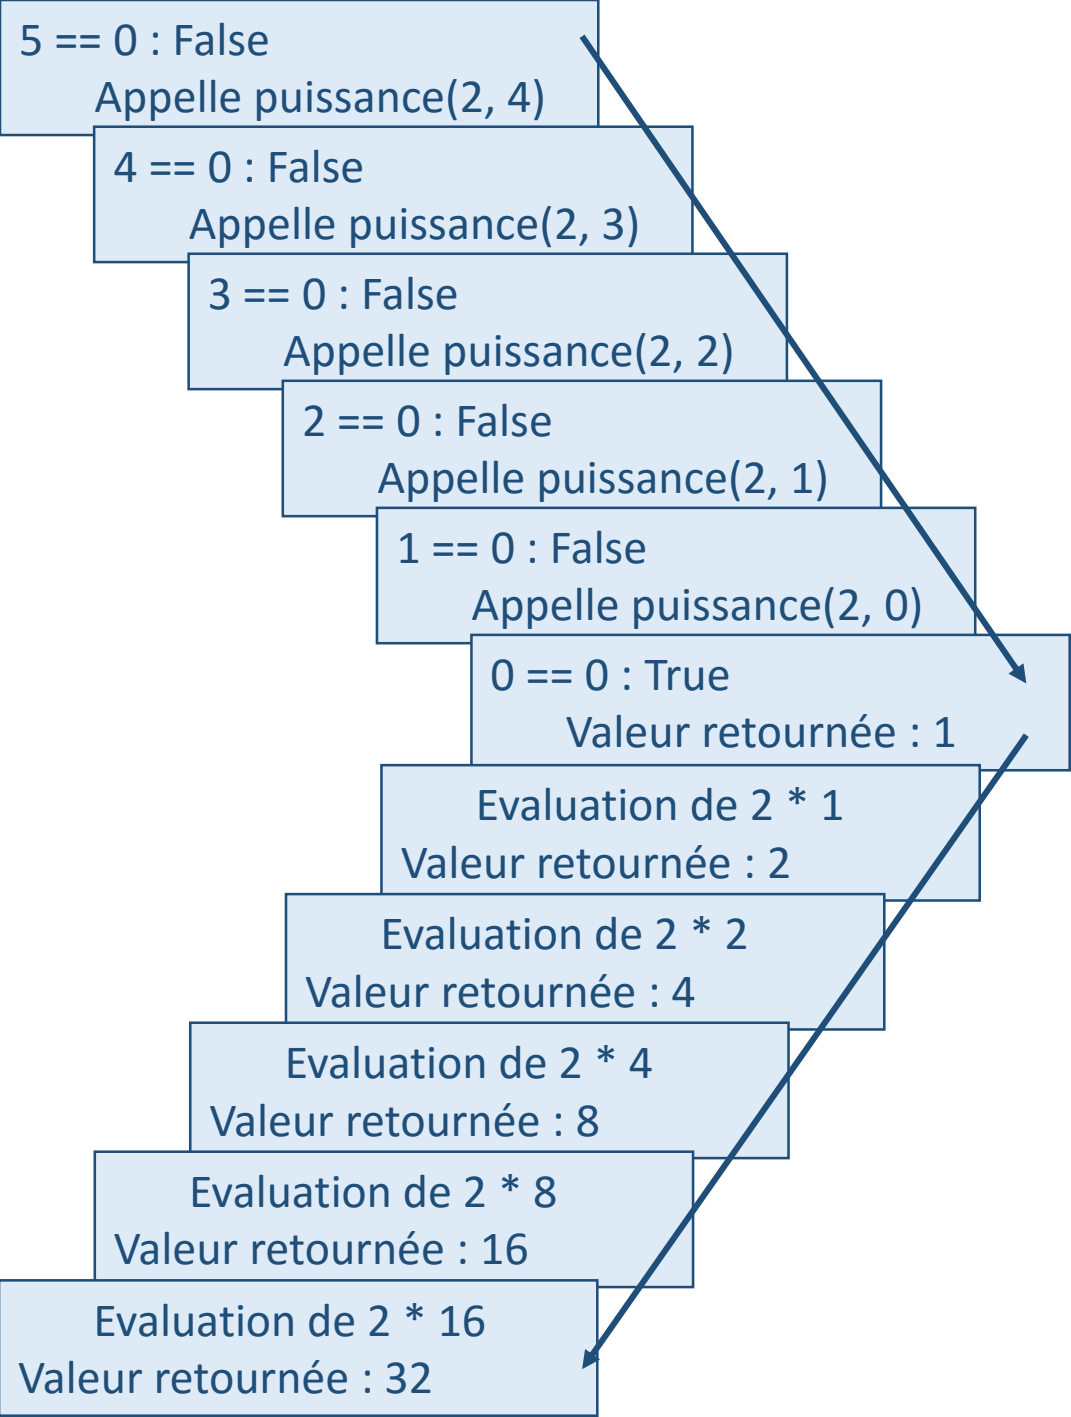 5 == 0 : False
Appelle puissance(2, 4)
4 == 0 : False
Appelle puissance(2, 3)
3 == 0 : False
Appelle puissance(2, 2)
2 == 0 : False
Appelle puissance(2, 1)
1 == 0 : False
Appelle puissance(2, 0)
0 == 0 : True
Valeur retournée : 1
Evaluation de 2 * 1
Valeur retournée : 2
Evaluation de 2 * 2
Valeur retournée : 4
Evaluation de 2 * 4
Valeur retournée : 8
Evaluation de 2 * 8
Valeur retournée : 16
Evaluation de 2 * 16
Valeur retournée : 32